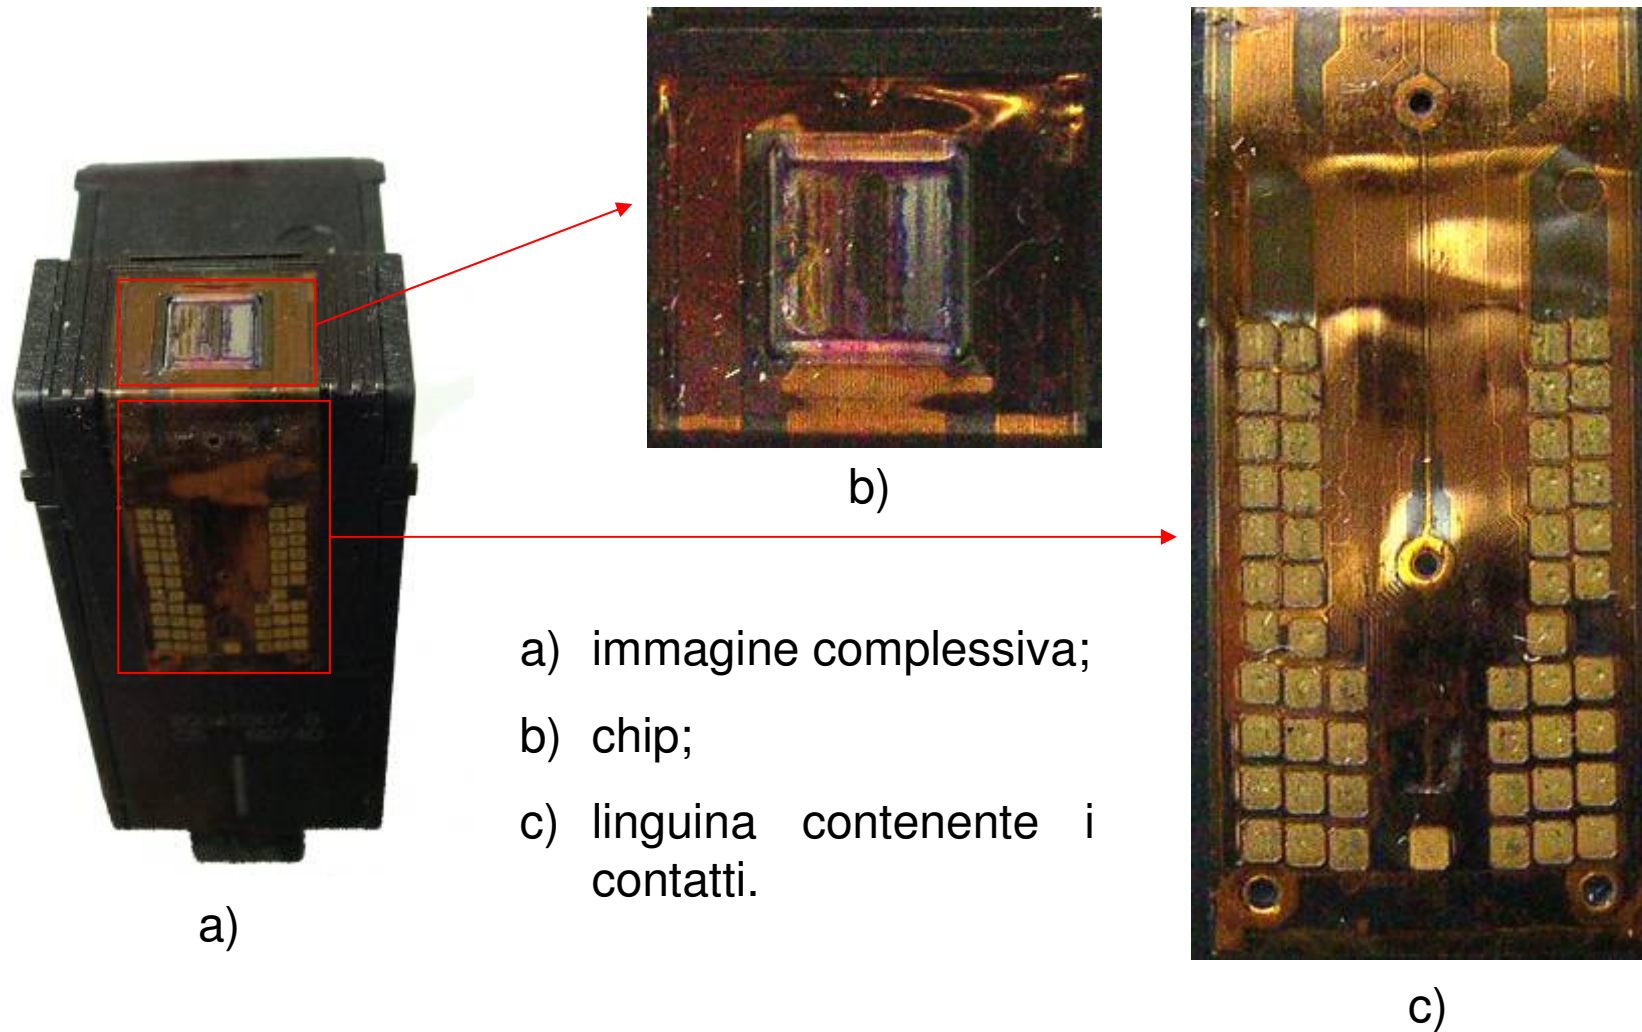 b)
a) immagine complessiva;
b) chip;
c) linguina contenente i
contatti.
a)
c)